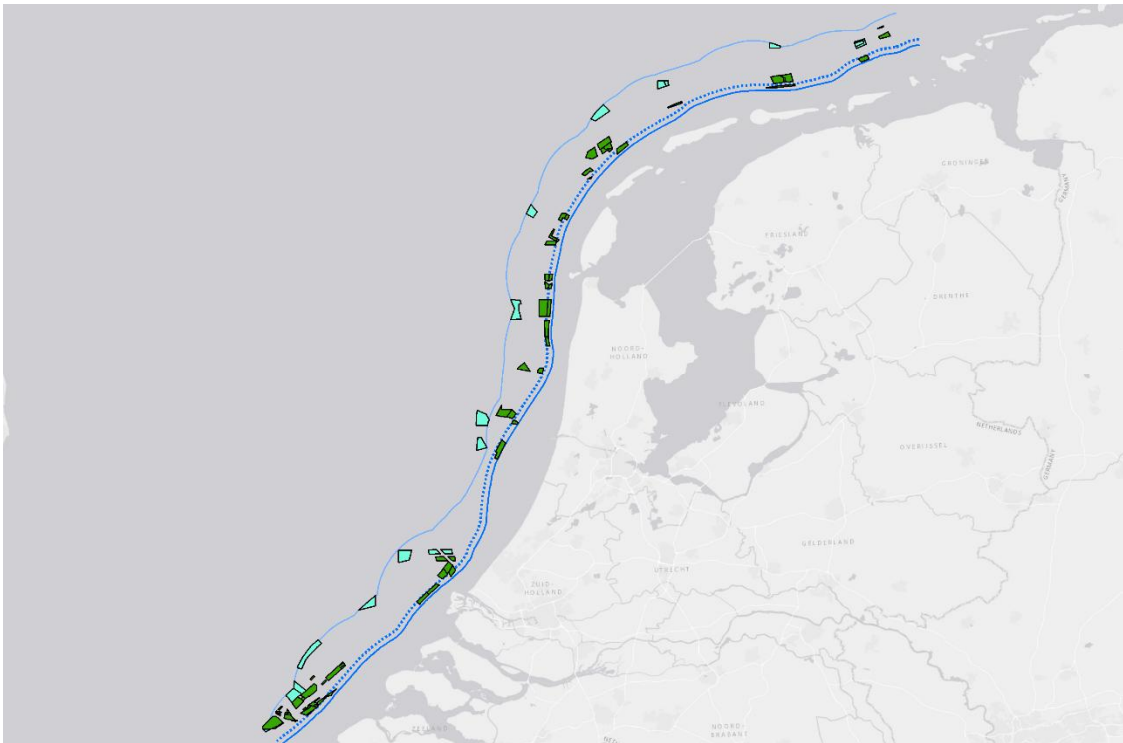 GRONINGEN
GERMANY
FRIESLAND
DRENTHE
NOORD-
HOLLAND
FLEVOLAND
NETHERLANDS
GERMANY
OVERIJSSEL
GELDERLAND
UTRECHT
ZUID-
HOLLAND
ZEELAND
NOORD-
BRABANT